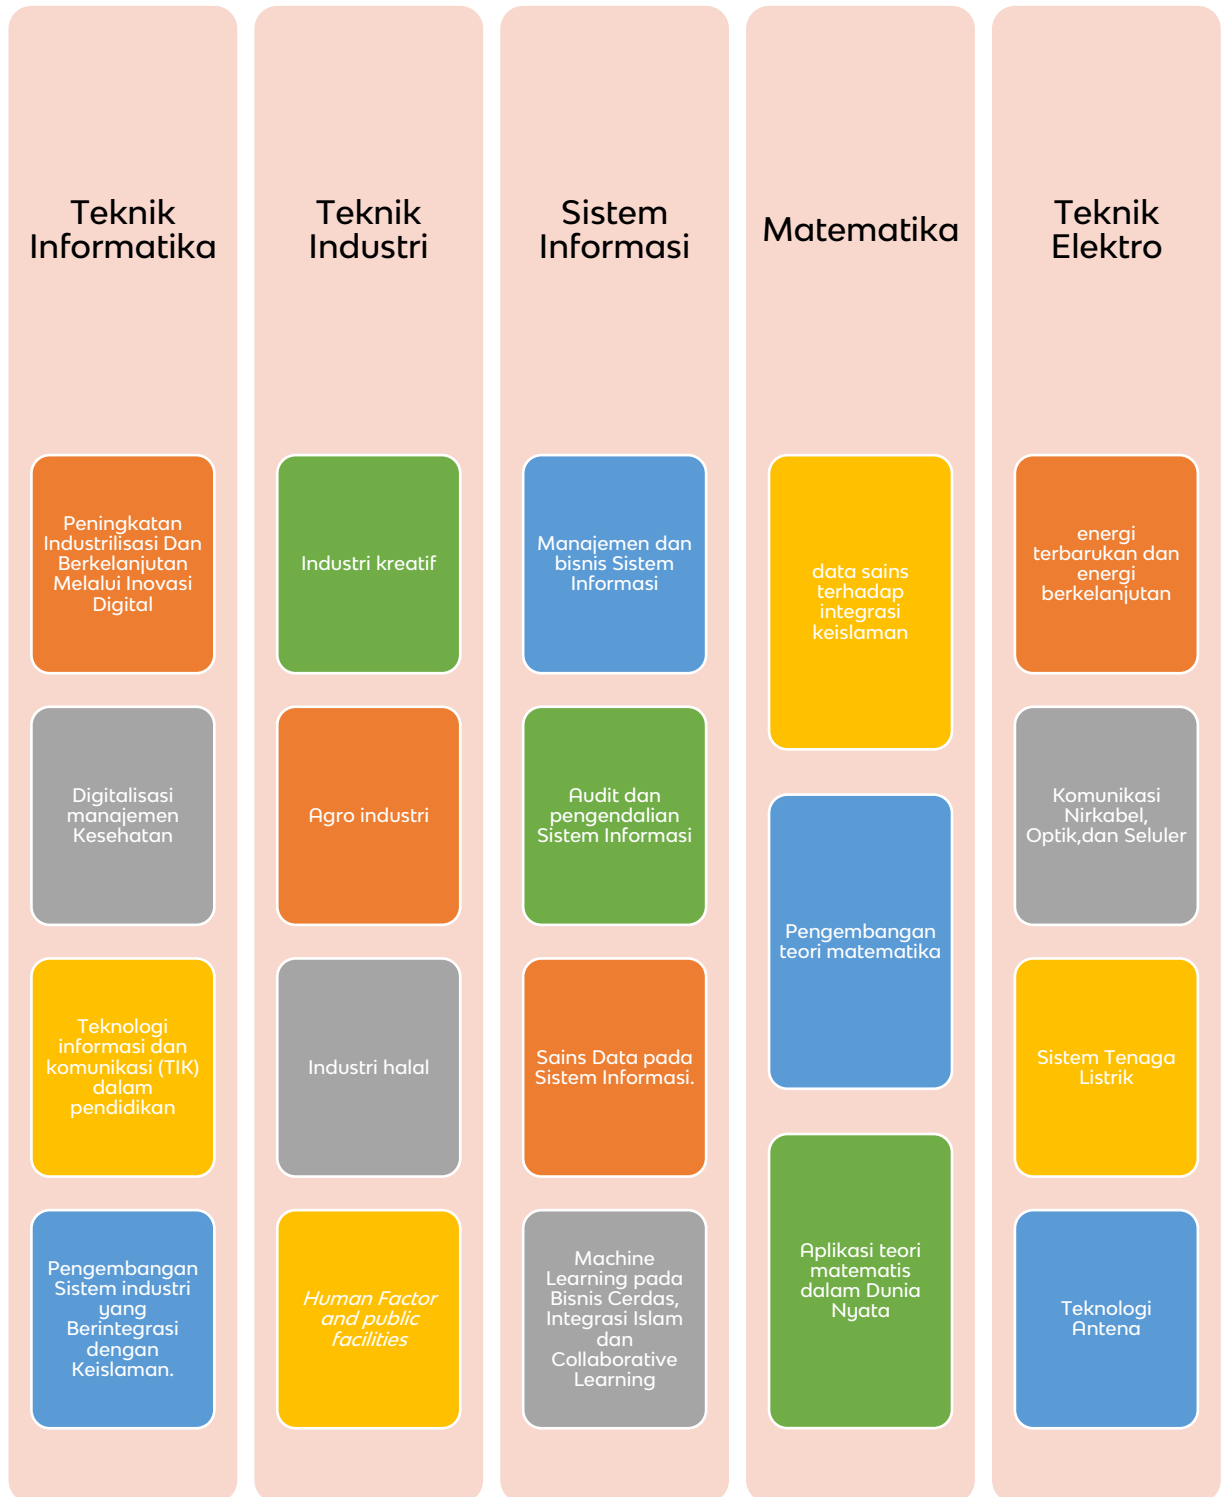 Teknik
Informatika
Peningkatan
Industrilisasi Dan
Berkelanjutan
Melalui Inovasi
Digital
Digitalisasi
manajemen
Kesehatan
Teknologi
informasi dan
komunikasi (TIK)
dalam
pendidikan
Pengembangan
Sistem industri
yang
Berintegrasi
dengan
Keislaman.
Teknik
Industri
Industri kreatif
Agro industri
Industri halal
Human Factor
and public
facilities
Sistem
Informasi
Manajemen dan
bisnis Sistem
Informasi
Audit dan
pengendalian
Sistem Informasi
Sains Data pada
Sistem Informasi.
Machine
Learning pada
Bisnis Cerdas,
Integrasi Islam
dan
Collaborative
Learning
Matematika
data sains
terhadap
integrasi
keislaman
Pengembangan
teori matematika
Aplikasi teori
matematis
dalam Dunia
Nyata
Teknik
Elektro
energi
terbarukan dan
energi
berkelanjutan
Komunikasi
Nirkabel,
Optik,dan Seluler
Sistem Tenaga
Listrik
Teknologi
Antena